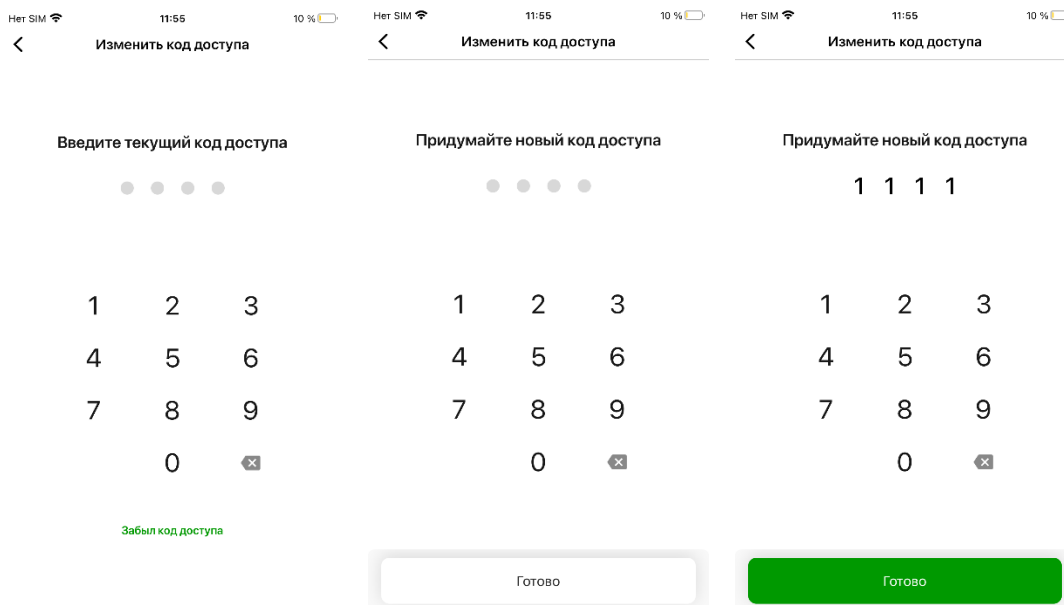 Нет SIM 11:55 10 %
Изменить код доступа
Введите текущий код доступа
1 2 3
4 5 6
7 8 9
0
Забыл код доступа
Нет SIM 11:55 10 %
Изменить код доступа
Придумайте новый код доступа
1 2 3
4 5 6
7 8 9
0
Готово
Нет SIM 11:55 10 %
Изменить код доступа
Придумайте новый код доступа
1 1 1 1
1 2 3
4 5 6
7 8 9
0
Готово